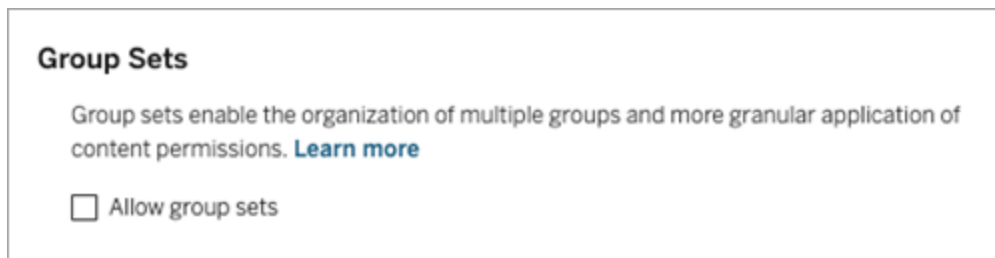 Group Sets
Group sets enable the organization of multiple groups and more granular application of
content permissions. Learn more
Allow group sets